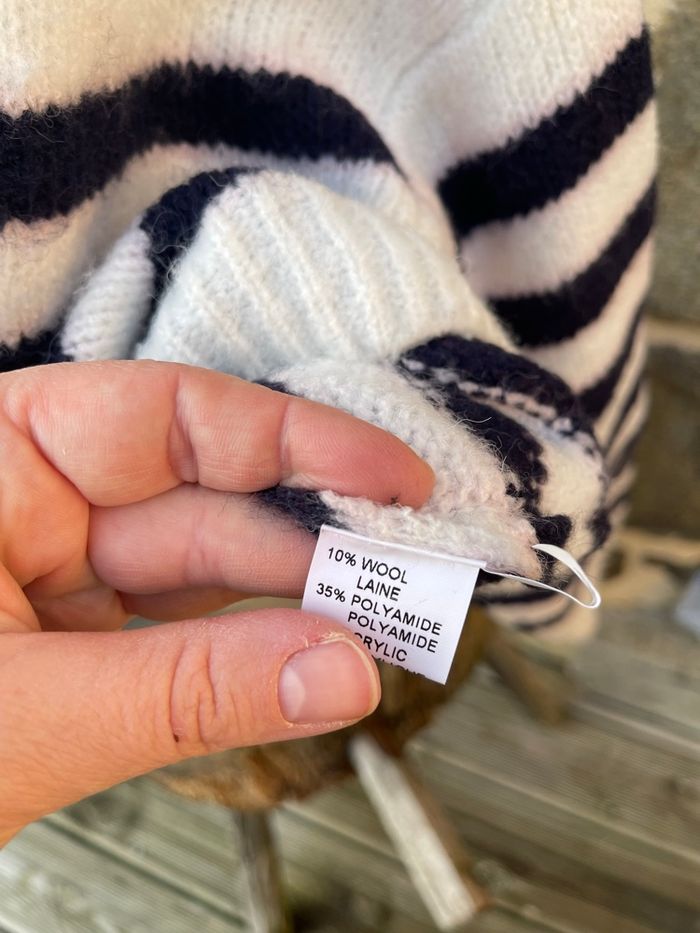 10% WOOL
LAINE
35% POLYAMIDE
POLYAMIDE
CRYLIC